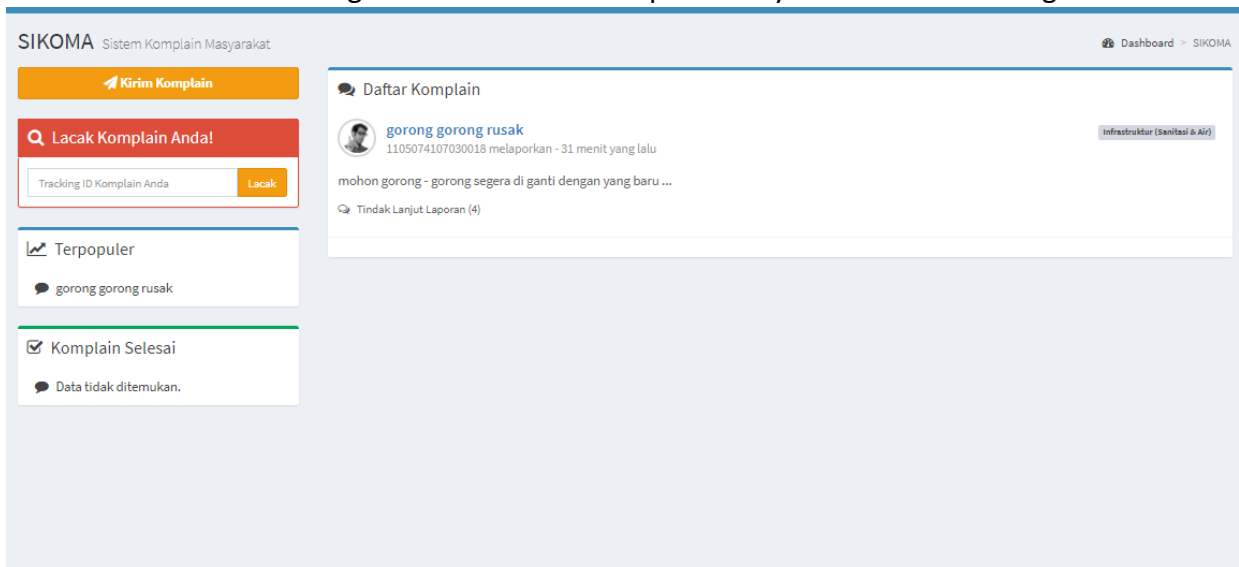 SIKOMA Sistem Komplain Masyarakat
Dashboard > SIKOMA
Kirim Komplain
Lacak Komplain Anda!
Tracking ID Komplain Anda Lacak
Terpopuler
gorong gorong rusak
Komplain Selesai
Data tidak ditemukan.
Daftar Komplain
gorong gorong rusak
Infrastruktur (Sanitasi & Air)
1105074107030018 melaporkan - 31 menit yang lalu
mohon gorong - gorong segera di ganti dengan yang baru ...
Tindak Lanjut Laporan (4)